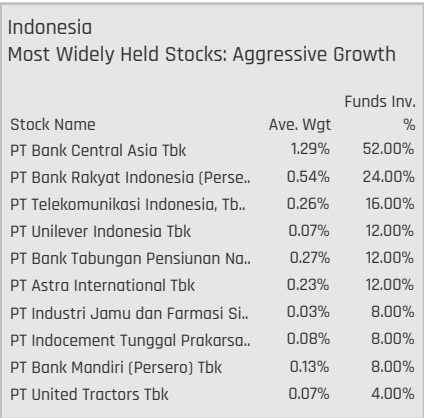 Indonesia
Most Widely Held Stocks: Aggressive Growth
Funds Inv.
Stock Name Ave. Wgt %
PT Bank Central Asia Tbk 1.29% 52.00%
PT Bank Rakyat Indonesia (Perse.. 0.54% 24.00%
PT Telekomunikasi Indonesia, Tb.. 0.26% 16.00%
PT Unilever Indonesia Tbk 0.07% 12.00%
PT Bank Tabungan Pensiunan Na.. 0.27% 12.00%
PT Astra International Tbk 0.23% 12.00%
PT Industri Jamu dan Farmasi Si.. 0.03% 8.00%
PT Indocement Tunggal Prakarsa.. 0.08% 8.00%
PT Bank Mandiri (Persero) Tbk 0.13% 8.00%
PT United Tractors Tbk 0.07% 4.00%